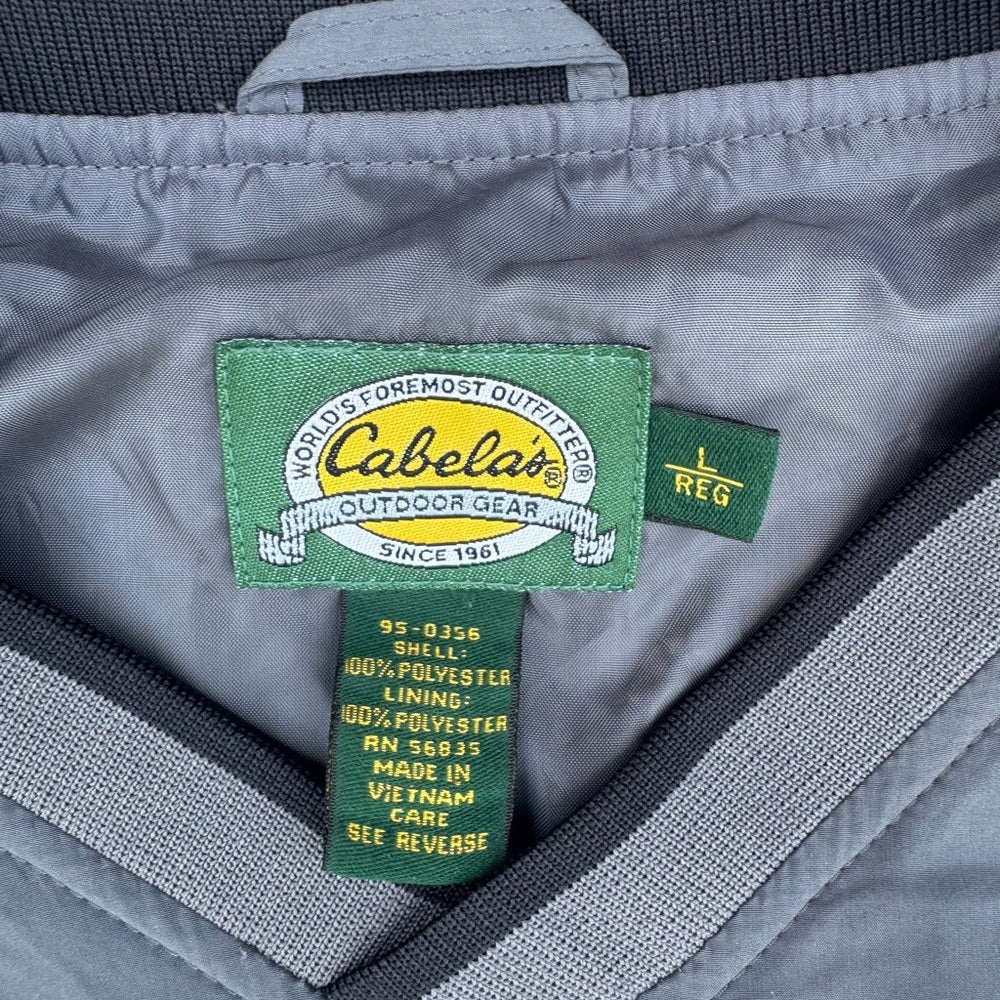 WORLD'S FOREMOST OUTFITTER®
Cabela's®
OUTDOOR GEAR
SINCE 1961
L
REG
95-0356
SHELL:
100% POLYESTER
LINING:
100% POLYESTER
RN 56835
MADE IN
VIETNAM
CARE
SEE REVERSE